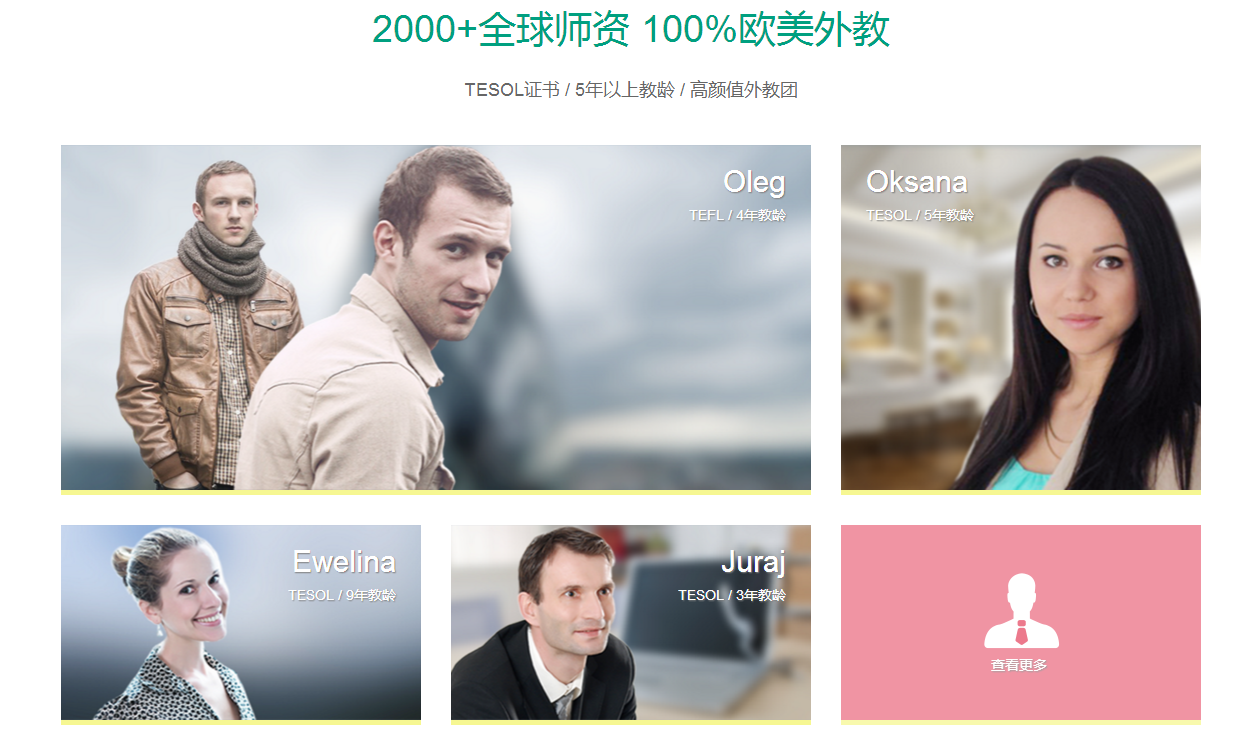 2000+全球师资 100%欧美外教
TESOL证书 / 5年以上教龄 / 高颜值外教团
Oleg
TEFL / 4年教龄
Oksana
TESOL / 5年教龄
Ewelina
TESOL / 9年教龄
Juraj
TESOL / 3年教龄
查看更多